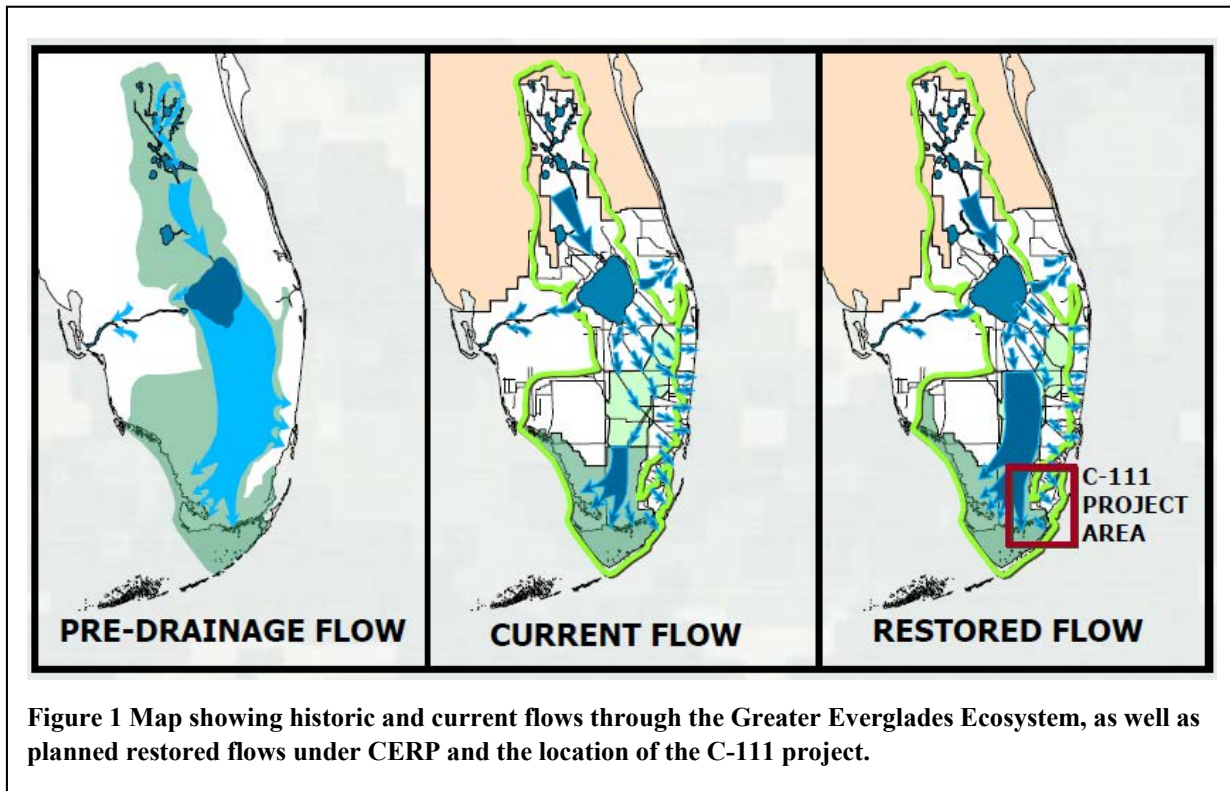 C-111
PROJECT
AREA
PRE-DRAINAGE FLOW
CURRENT FLOW
RESTORED FLOW
Figure 1 Map showing historic and current flows through the Greater Everglades Ecosystem, as well as
planned restored flows under CERP and the location of the C-111 project.